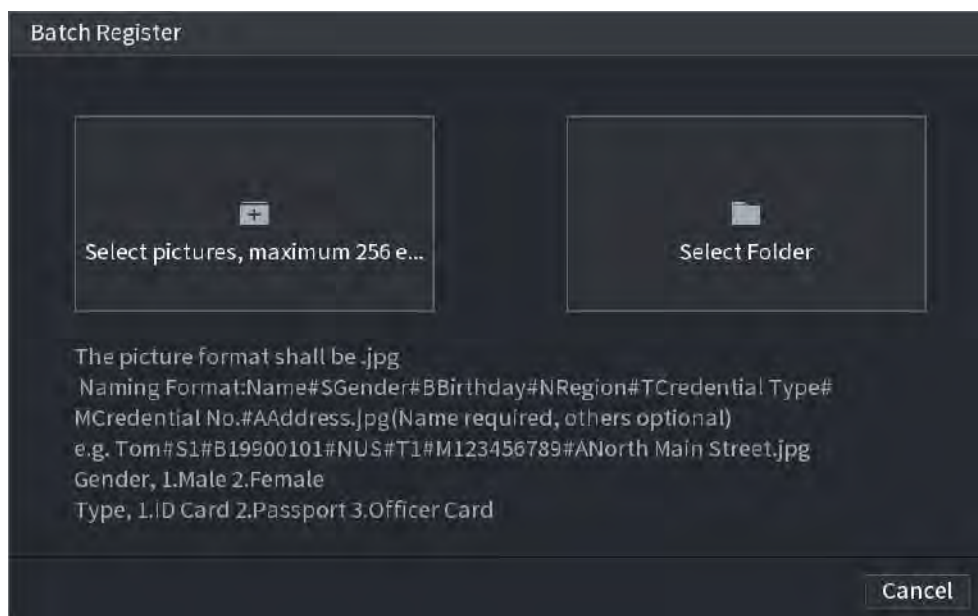 Batch Register
Select pictures, maximum 256 e...
Select Folder
The picture format shall be .jpg
Naming Format:Name#SGender#BBirthday#NRegion#TCredential Type#
MCredential No.#AAddress.jpg(Name required, others optional)
e.g. Tom#S1#B19900101#NUS#T1#M123456789#ANorth Main Street.jpg
Gender, 1.Male 2.Female
Type, 1.ID Card 2.Passport 3.Officer Card
Cancel